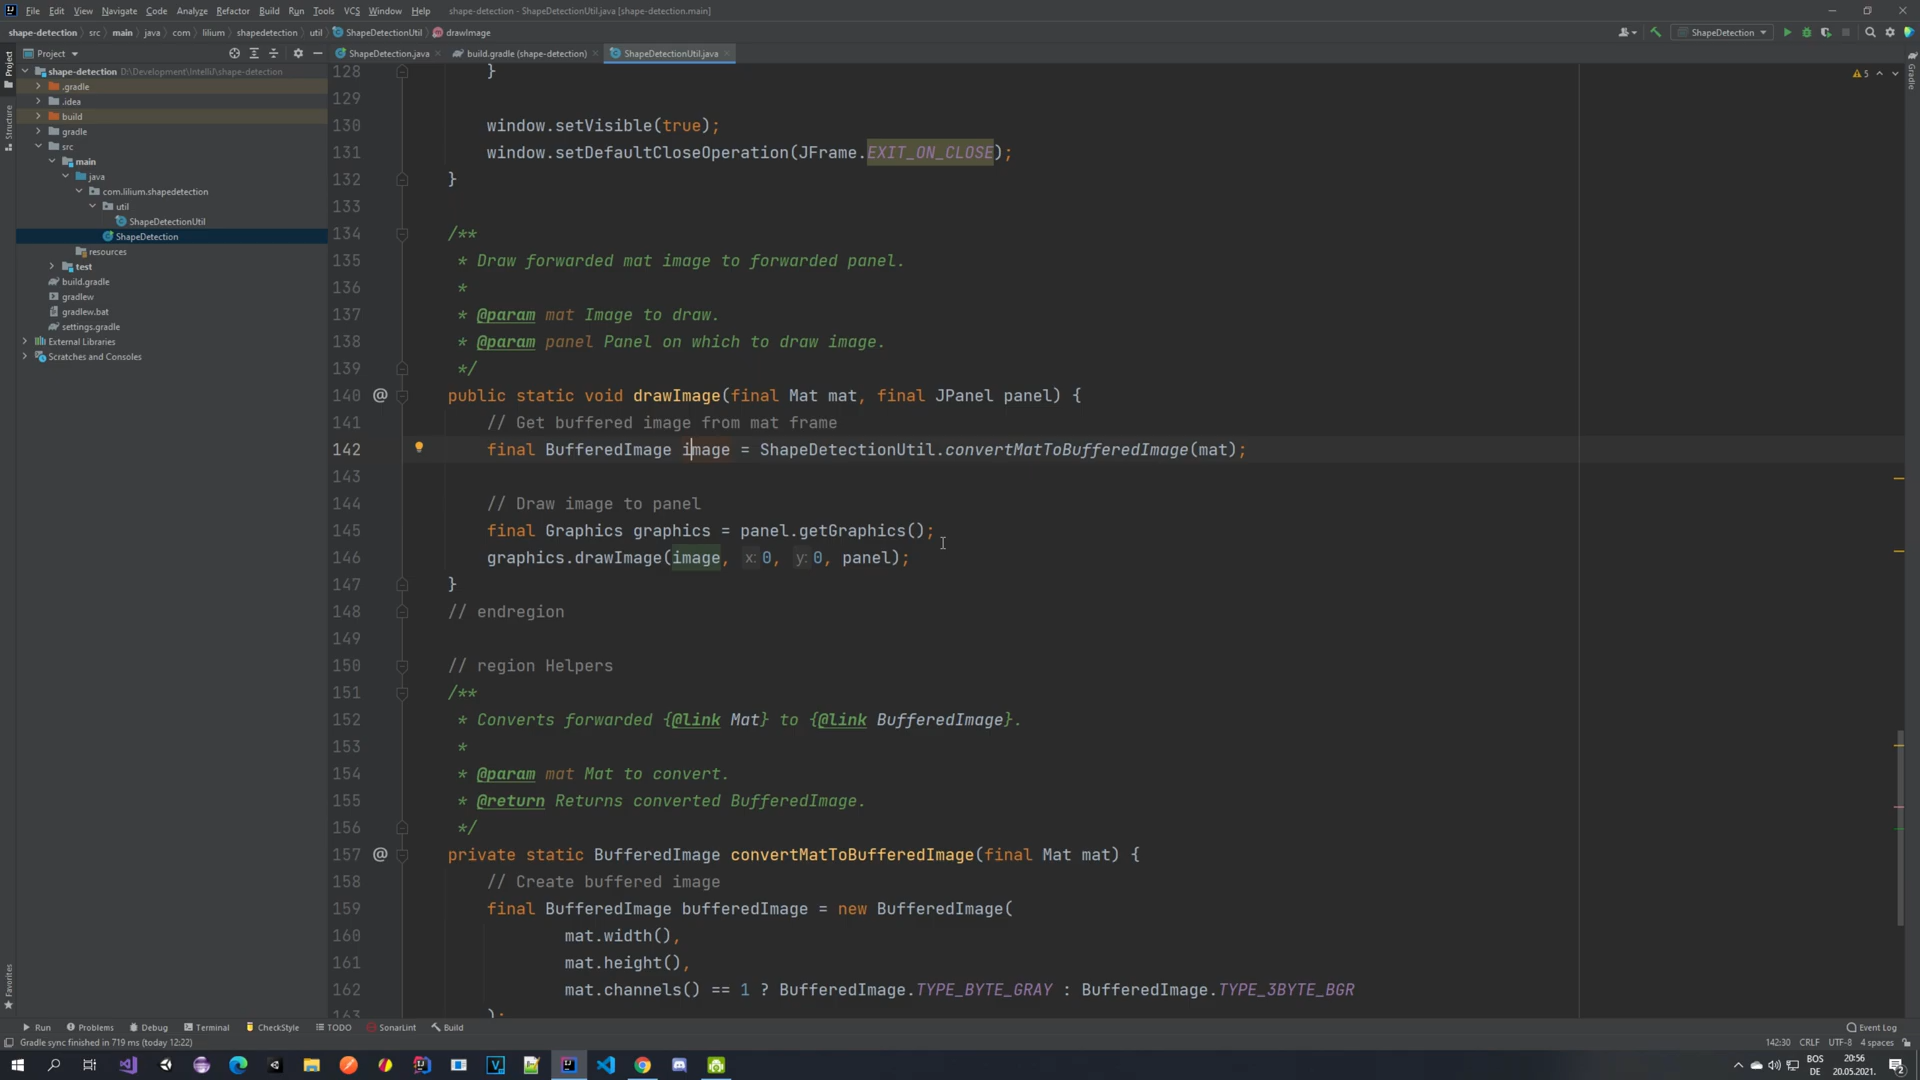 File Edit View Navigate Code Analyze Refactor Build Run Tools VCS Window Help shape-detection - ShapeDetectionUtil.java [shape-detection.main]
shape-detection src main java com lilium shapedetection util ShapeDetectionUtil drawImage
ShapeDetection
Project
ShapeDetection.java
build.gradle (shape-detection)
ShapeDetectionUtil.java
Project
Structure
Favorites
Gradle
shape-detection D:\Development\IntelliJ\shape-detection
.gradle
.idea
build
gradle
src
main
java
com.lilium.shapedetection
util
ShapeDetectionUtil
ShapeDetection
resources
test
build.gradle
gradlew
gradlew.bat
settings.gradle
External Libraries
Scratches and Consoles
5
128 }
129
130 window.setVisible(true);
131 window.setDefaultCloseOperation(JFrame.EXIT_ON_CLOSE);
132 }
133
134 /**
135 * Draw forwarded mat image to forwarded panel.
136 *
137 * @param mat Image to draw.
138 * @param panel Panel on which to draw image.
139 */
140 @ public static void drawImage(final Mat mat, final JPanel panel) {
141 // Get buffered image from mat frame
142 final BufferedImage image = ShapeDetectionUtil.convertMatToBufferedImage(mat);
143
144 // Draw image to panel
145 final Graphics graphics = panel.getGraphics();
146 graphics.drawImage(image, x: 0, y: 0, panel);
147 }
148 // endregion
149
150 // region Helpers
151 /**
152 * Converts forwarded {@link Mat} to {@link BufferedImage}.
153 *
154 * @param mat Mat to convert.
155 * @return Returns converted BufferedImage.
156 */
157 @ private static BufferedImage convertMatToBufferedImage(final Mat mat) {
158 // Create buffered image
159 final BufferedImage bufferedImage = new BufferedImage(
160 mat.width(),
161 mat.height(),
162 mat.channels() == 1 ? BufferedImage.TYPE_BYTE_GRAY : BufferedImage.TYPE_3BYTE_BGR
163 );
Run Problems Debug Terminal CheckStyle TODO SonarLint Build Event Log
Gradle sync finished in 719 ms (today 12:22) 142:30 CRLF UTF-8 4 spaces
BOS
DE
20:56
20.05.2021.
2